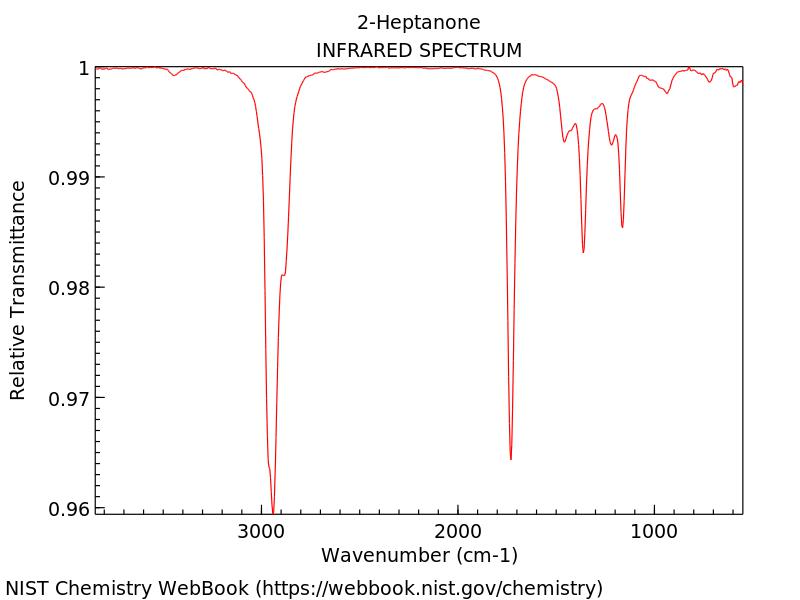 2-Heptanone
INFRARED SPECTRUM
1
0.99
0.98
0.97
0.96
Relative Transmittance
3000 2000 1000
Wavenumber (cm-1)
NIST Chemistry WebBook (https://webbook.nist.gov/chemistry)